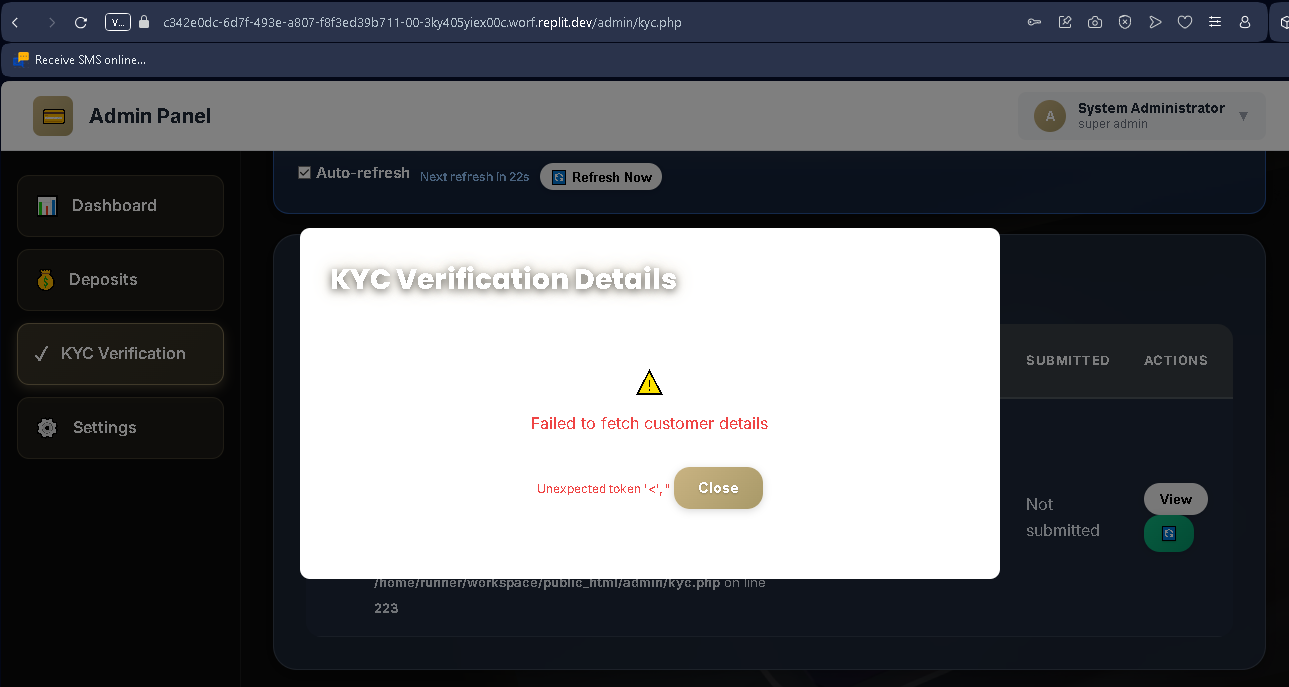 V...
c342e0dc-6d7f-493e-a807-f8f3ed39b711-00-3ky405yiex00c.worf.replit.dev/admin/kyc.php
Receive SMS online...
Admin Panel
A
System Administrator
super admin
Auto-refresh
Next refresh in 22s
Refresh Now
Dashboard
Deposits
KYC Verification
Settings
KYC Verification Details
Failed to fetch customer details
Unexpected token '<', "
Close
SUBMITTED
ACTIONS
Not
submitted
View
/home/runner/workspace/public_html/admin/kyc.php on line
223